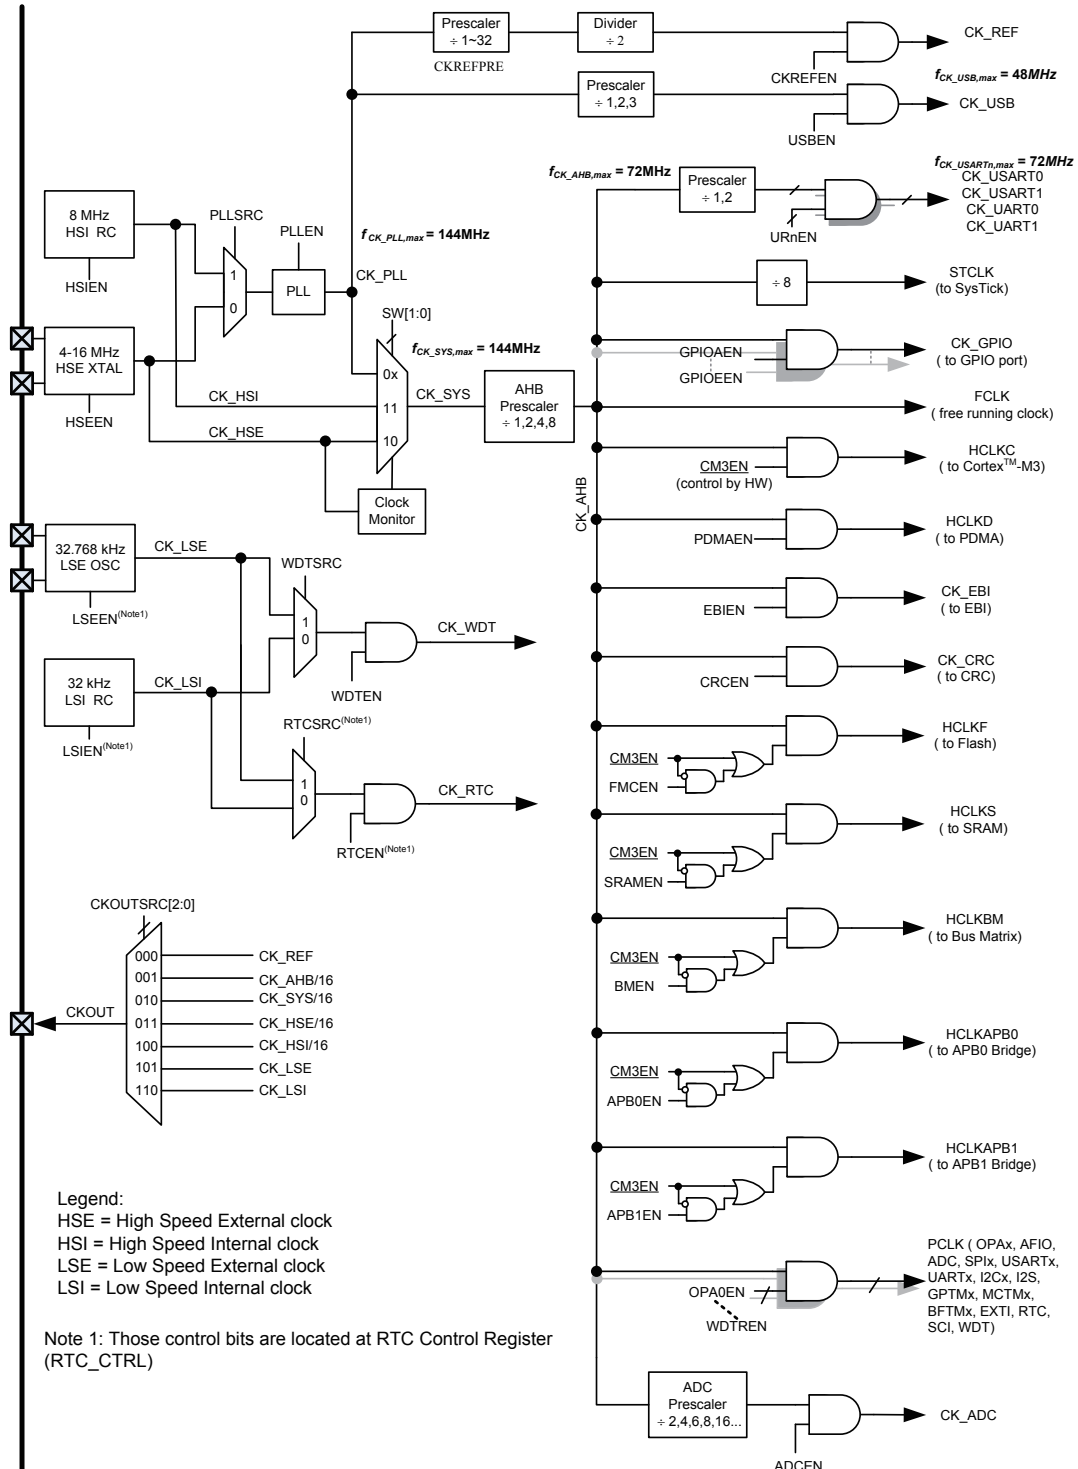 Prescaler
÷ 1~32
CKREFPRE
Divider
÷ 2
CKREFEN
CK_REF
Prescaler
÷ 1,2,3
USBEN
fCK_USB,max = 48MHz
CK_USB
fCK_AHB,max = 72MHz
Prescaler
÷ 1,2
URnEN
fCK_USARTn,max = 72MHz
CK_USART0
CK_USART1
CK_UART0
CK_UART1
8 MHz
HSI RC
HSIEN
PLLSRC
1
0
PLLEN
PLL
fCK_PLL,max = 144MHz
CK_PLL
÷ 8
STCLK
(to SysTick)
4-16 MHz
HSE XTAL
HSEEN
SW[1:0]
0x
11
10
fCK_SYS,max = 144MHz
CK_HSI
CK_HSE
CK_SYS
AHB
Prescaler
÷ 1,2,4,8
Clock
Monitor
CK_AHB
GPIOAEN
GPIOEEN
CK_GPIO
( to GPIO port)
FCLK
( free running clock)
CM3EN
(control by HW)
HCLKC
( to Cortex™-M3)
PDMAEN
HCLKD
( to PDMA)
EBIEN
CK_EBI
( to EBI)
CRCEN
CK_CRC
( to CRC)
32.768 kHz
LSE OSC
LSEEN(Note1)
CK_LSE
WDTSRC
1
0
WDTEN
CK_WDT
32 kHz
LSI RC
LSIEN(Note1)
CK_LSI
RTCSRC(Note1)
1
0
RTCEN(Note1)
CK_RTC
CM3EN
FMCEN
HCLKF
( to Flash)
CM3EN
SRAMEN
HCLKS
( to SRAM)
CM3EN
BMEN
HCLKBM
( to Bus Matrix)
CM3EN
APB0EN
HCLKAPB0
( to APB0 Bridge)
CM3EN
APB1EN
HCLKAPB1
( to APB1 Bridge)
OPA0EN
WDTREN
PCLK ( OPAx, AFIO,
ADC, SPIx, USARTx,
UARTx, I2Cx, I2S,
GPTMx, MCTMx,
BFTMx, EXTI, RTC,
SCI, WDT)
ADC
Prescaler
÷ 2,4,6,8,16...
ADCEN
CK_ADC
CKOUTSRC[2:0]
CKOUT
000 CK_REF
001 CK_AHB/16
010 CK_SYS/16
011 CK_HSE/16
100 CK_HSI/16
101 CK_LSE
110 CK_LSI
Legend:
HSE = High Speed External clock
HSI = High Speed Internal clock
LSE = Low Speed External clock
LSI = Low Speed Internal clock
Note 1: Those control bits are located at RTC Control Register
(RTC_CTRL)